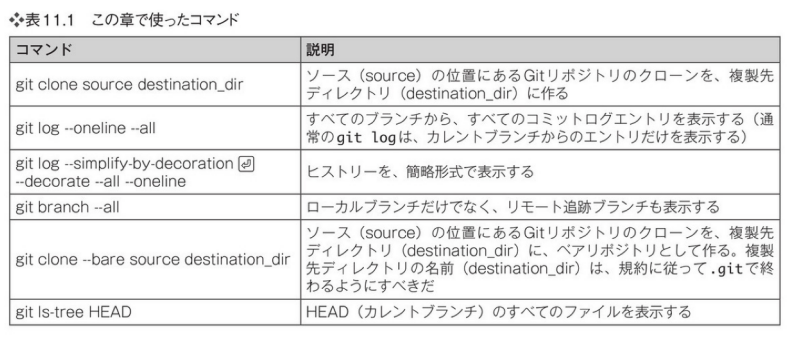 ❖表11.1 この章で使ったコマンド
コマンド 説明
git clone source destination_dir
ソース（source）の位置にあるGitリポジトリのクローンを、複製先
ディレクトリ（destination_dir）に作る
git log --oneline --all
すべてのブランチから、すべてのコミットログエントリを表示する（通
常のgit logは、カレントブランチからのエントリだけを表示する）
git log --simplify-by-decoration ⏎
--decorate --all --oneline
ヒストリーを、簡略形式で表示する
git branch --all
ローカルブランチだけでなく、リモート追跡ブランチも表示する
git clone --bare source destination_dir
ソース（source）の位置にあるGitリポジトリのクローンを、複製先
ディレクトリ（destination_dir）に、ベアリポジトリとして作る。複製
先ディレクトリの名前（destination_dir）は、規約に従って.gitで終
わるようにすべきだ
git ls-tree HEAD
HEAD（カレントブランチ）のすべてのファイルを表示する